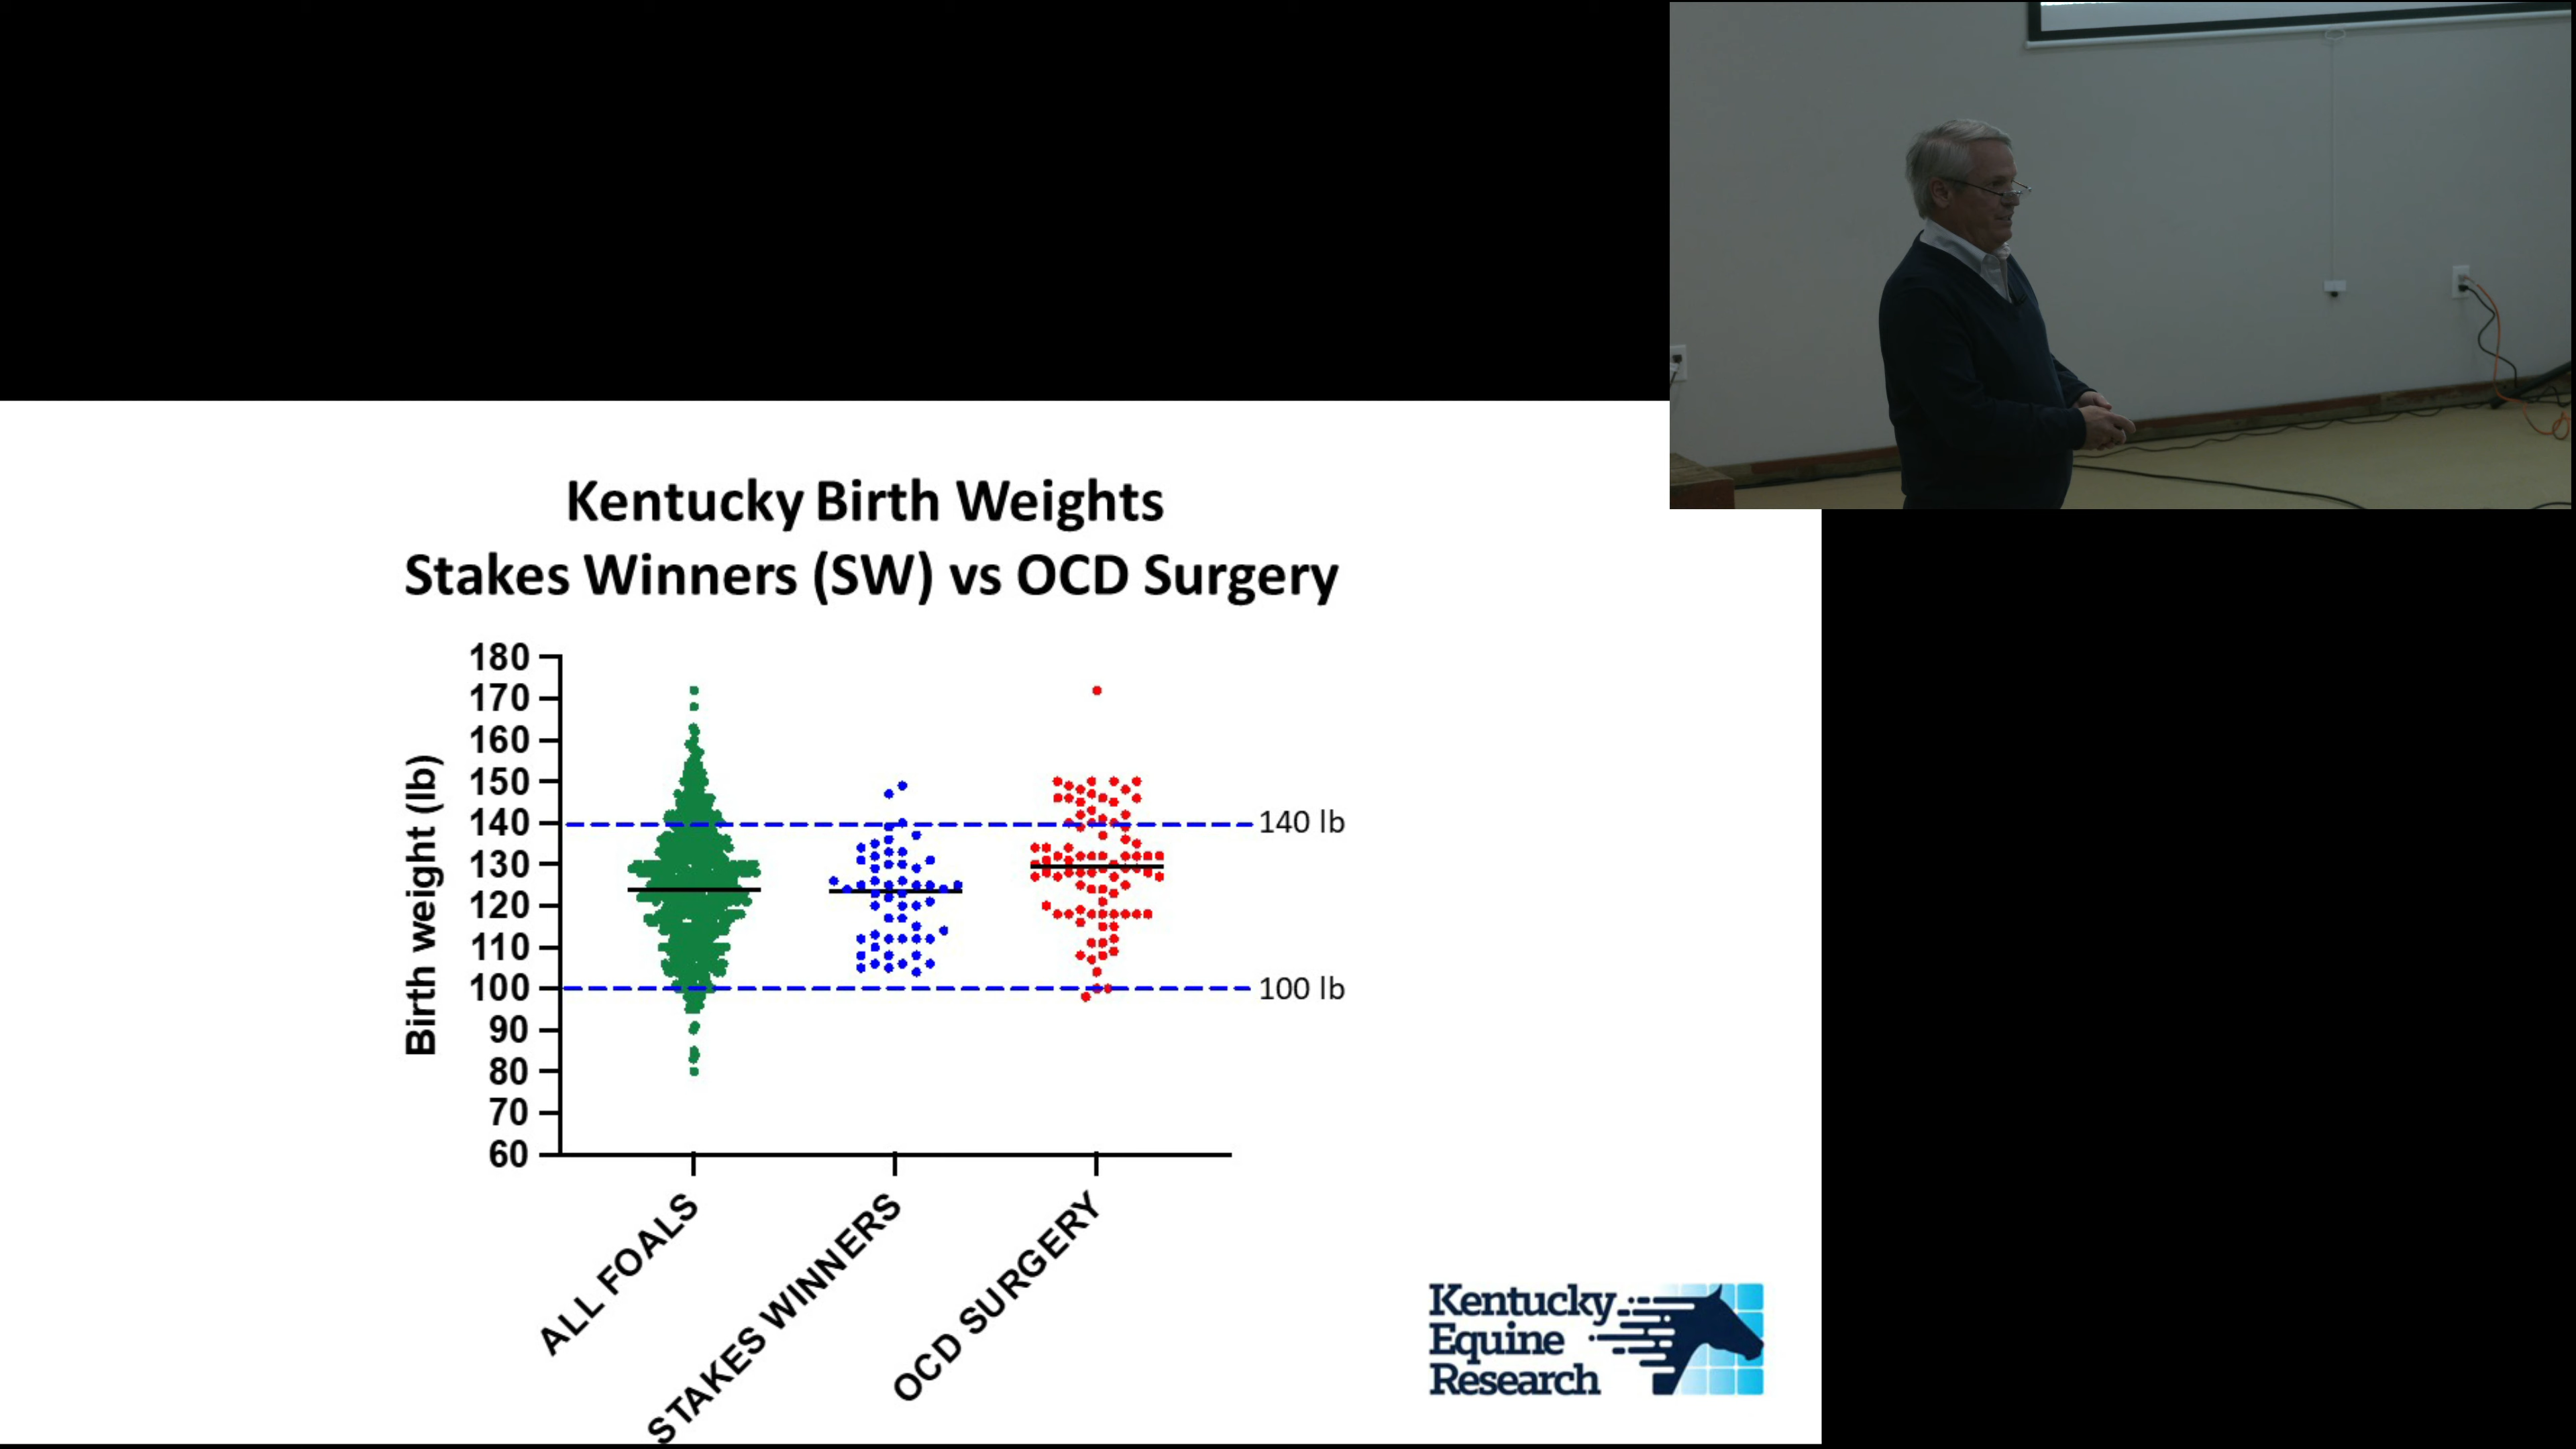 Kentucky Birth Weights
Stakes Winners (SW) vs OCD Surgery
Birth weight (lb)
180
170
160
150
140
130
120
110
100
90
80
70
60
140 lb
100 lb
ALL FOALS
STAKES WINNERS
OCD SURGERY
Kentucky
Equine
Research